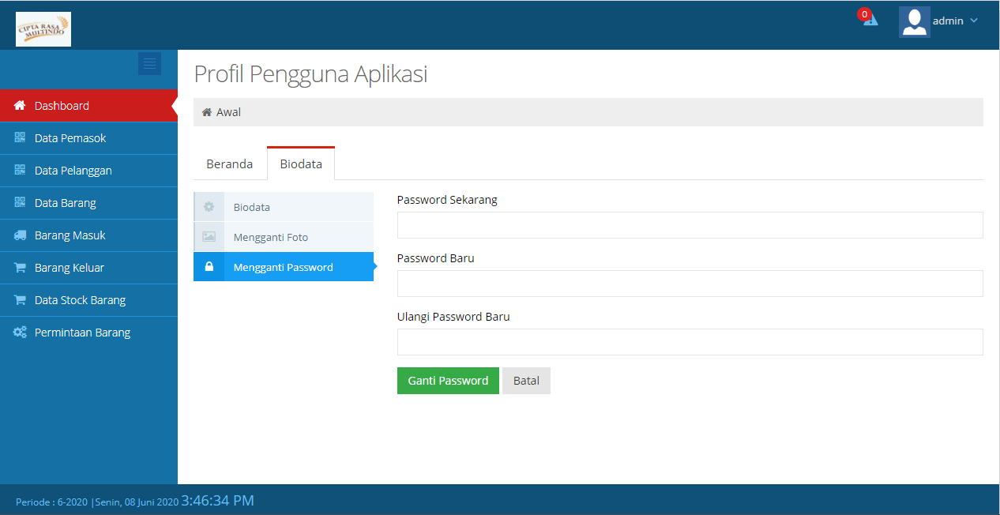 CIPTA RASA
MULTINDO
0
admin
Profil Pengguna Aplikasi
Awal
Dashboard
Data Pemasok
Data Pelanggan
Data Barang
Barang Masuk
Barang Keluar
Data Stock Barang
Permintaan Barang
Beranda
Biodata
Biodata
Mengganti Foto
Mengganti Password
Password Sekarang
Password Baru
Ulangi Password Baru
Ganti Password
Batal
Periode : 6-2020 |Senin, 08 Juni 2020 3:46:34 PM